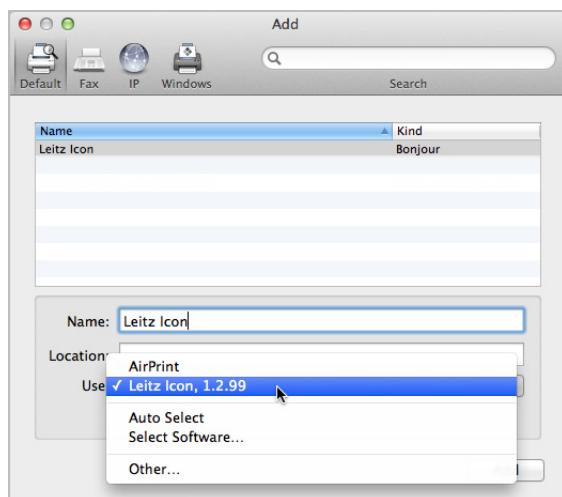 Add
Default Fax IP Windows Search
Name Kind
Leitz Icon Bonjour
Name: Leitz Icon
Location:
AirPrint
Use ✓ Leitz Icon, 1.2.99
Auto Select
Select Software...
Other...